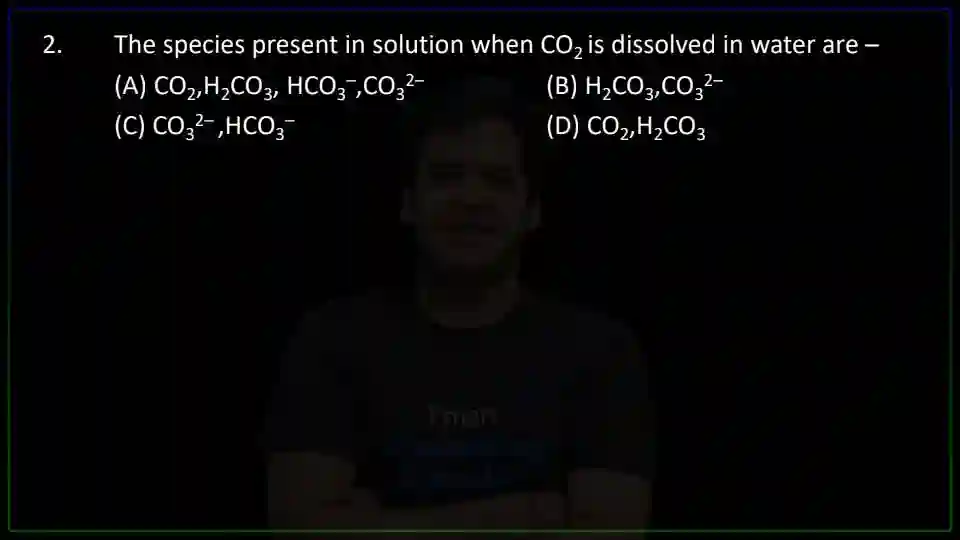 2. The species present in solution when CO₂ is dissolved in water are –
(A) CO₂,H₂CO₃, HCO₃⁻,CO₃²⁻ (B) H₂CO₃,CO₃²⁻
(C) CO₃²⁻ ,HCO₃⁻ (D) CO₂,H₂CO₃